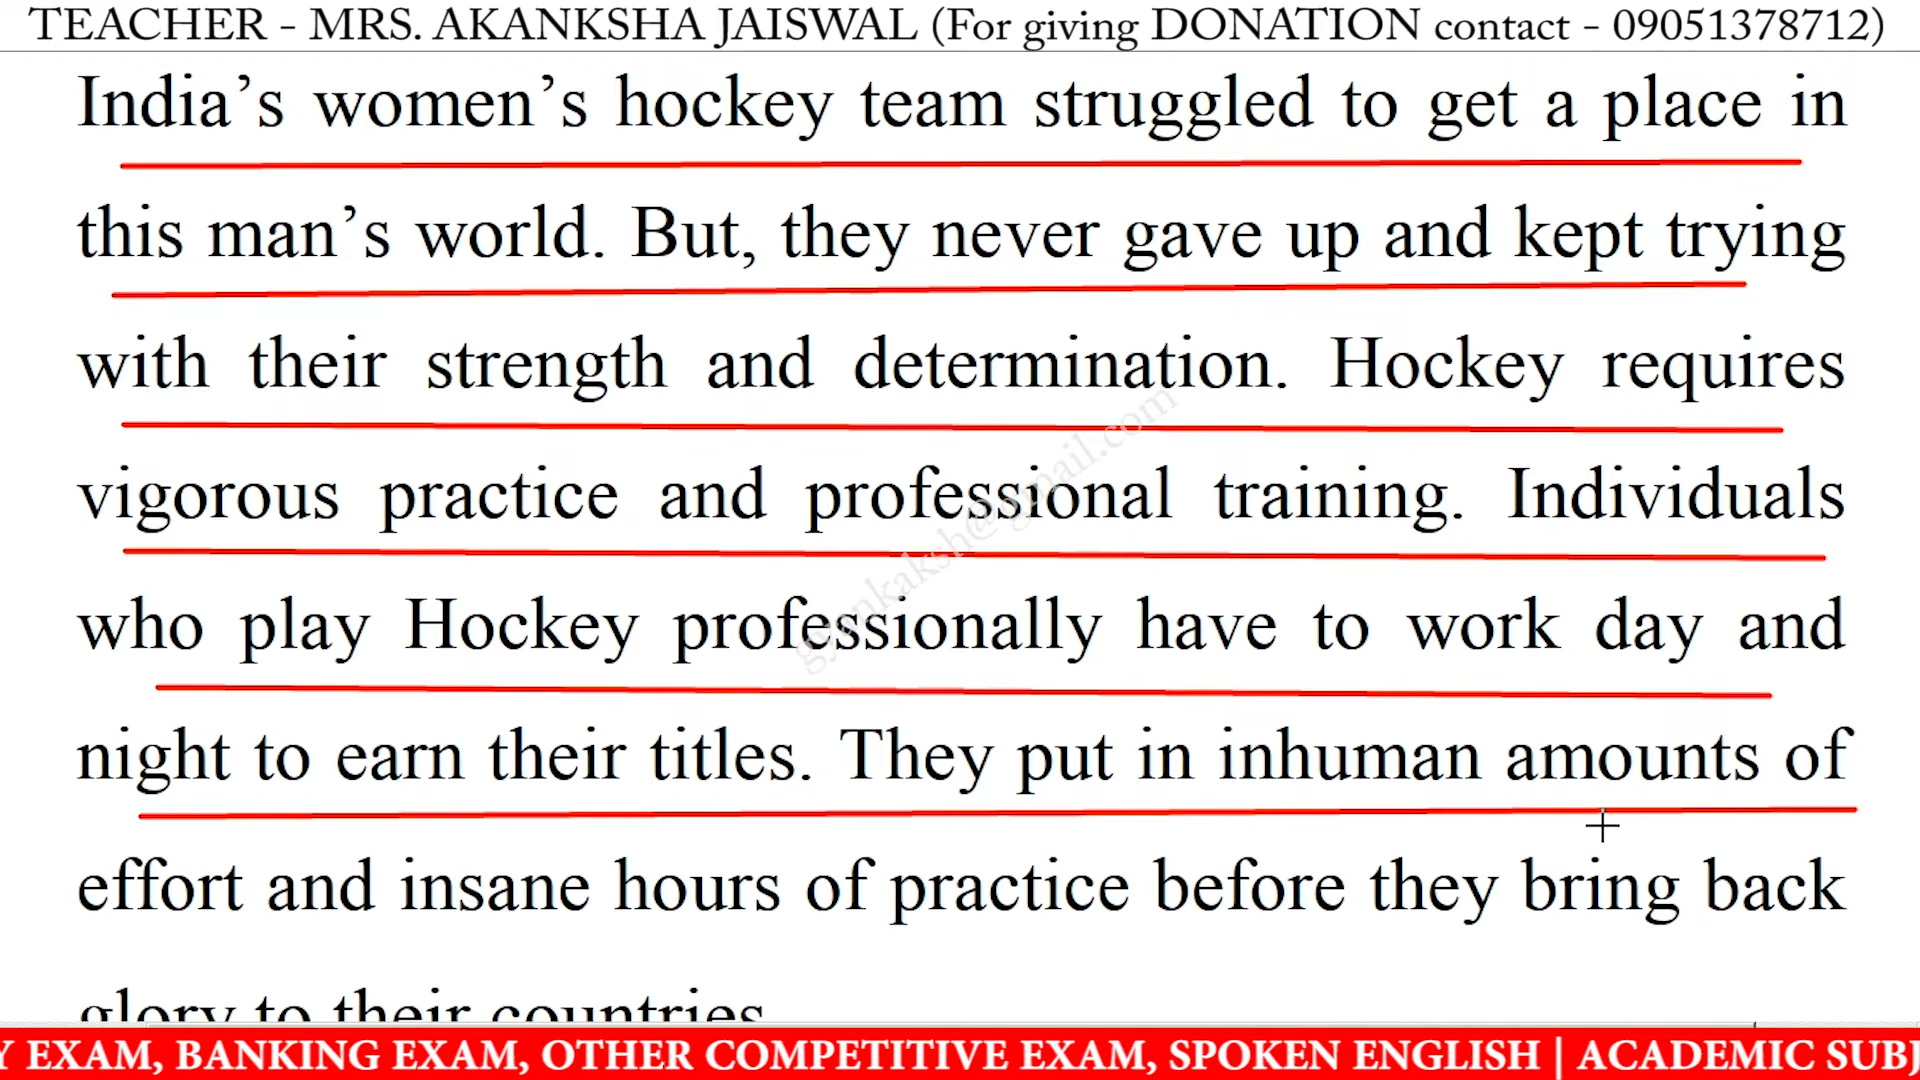 TEACHER - MRS. AKANKSHA JAISWAL (For giving DONATION contact - 09051378712)
India’s women’s hockey team struggled to get a place in
this man’s world. But, they never gave up and kept trying
with their strength and determination. Hockey requires
vigorous practice and professional training. Individuals
who play Hockey professionally have to work day and
night to earn their titles. They put in inhuman amounts of
effort and insane hours of practice before they bring back
glory to their countries.
gyankaksh@gmail.com
Y EXAM, BANKING EXAM, OTHER COMPETITIVE EXAM, SPOKEN ENGLISH | ACADEMIC SUBJ